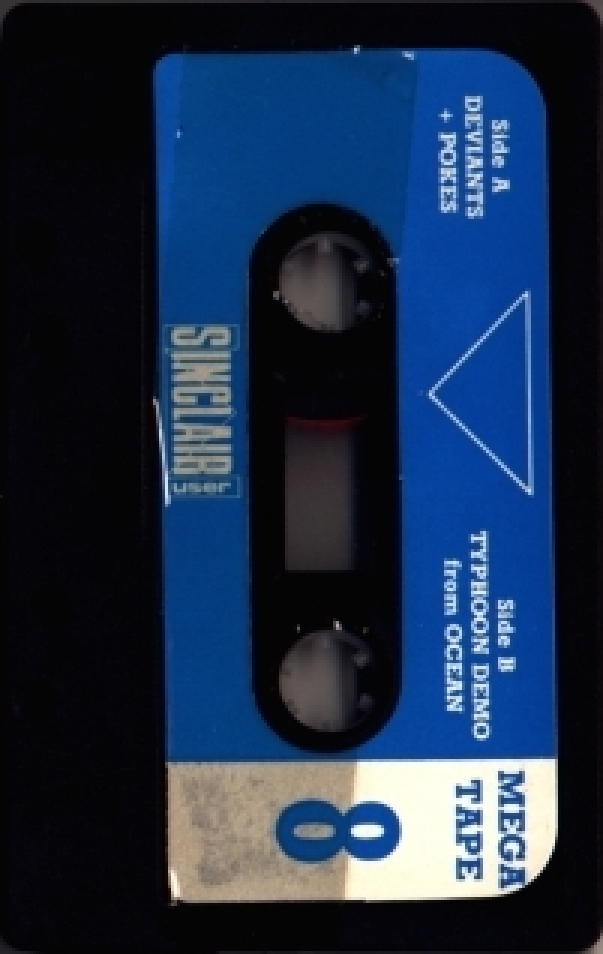 Side A
DEVIANTS
+ POKES
Side B
TYPHOON DEMO
from OCEAN
MEGA
TAPE
8
SINCLAIR
user